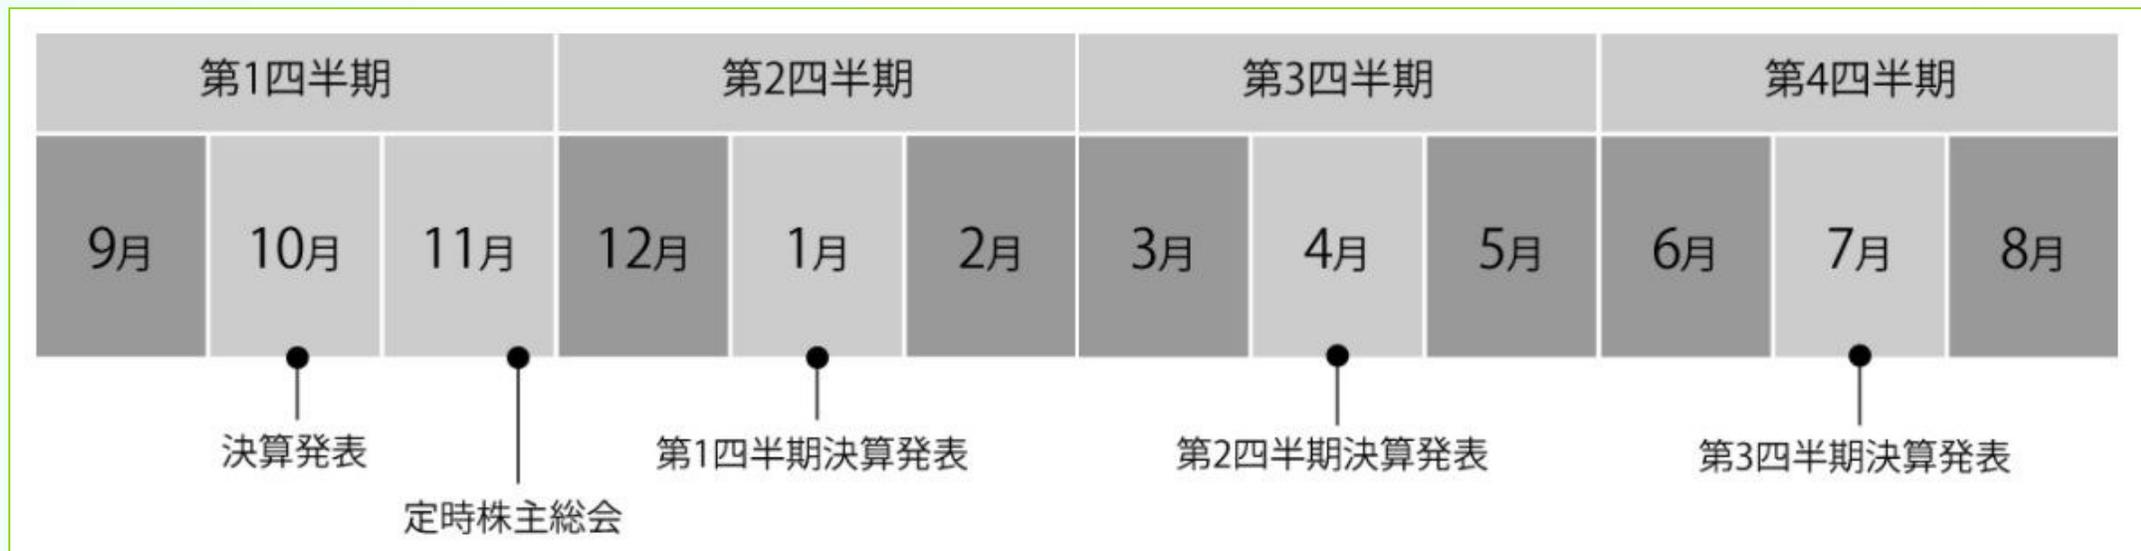 第1四半期 第2四半期 第3四半期 第4四半期
9月 10月 11月 12月 1月 2月 3月 4月 5月 6月 7月 8月
決算発表 第1四半期決算発表 第2四半期決算発表 第3四半期決算発表
定時株主総会